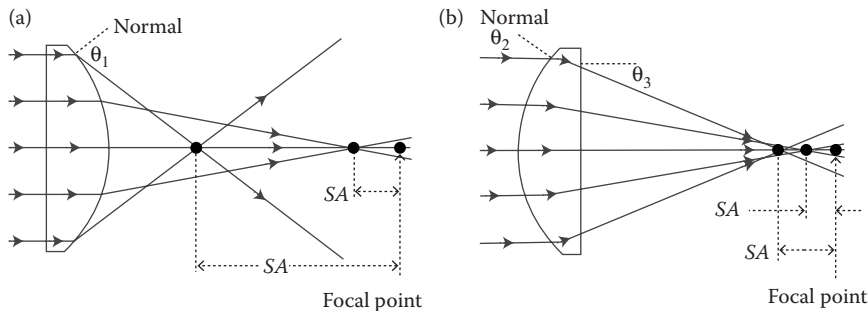 (a)
Normal
θ1
SA
SA
Focal point
(b)
Normal
θ2
θ3
SA
SA
Focal point